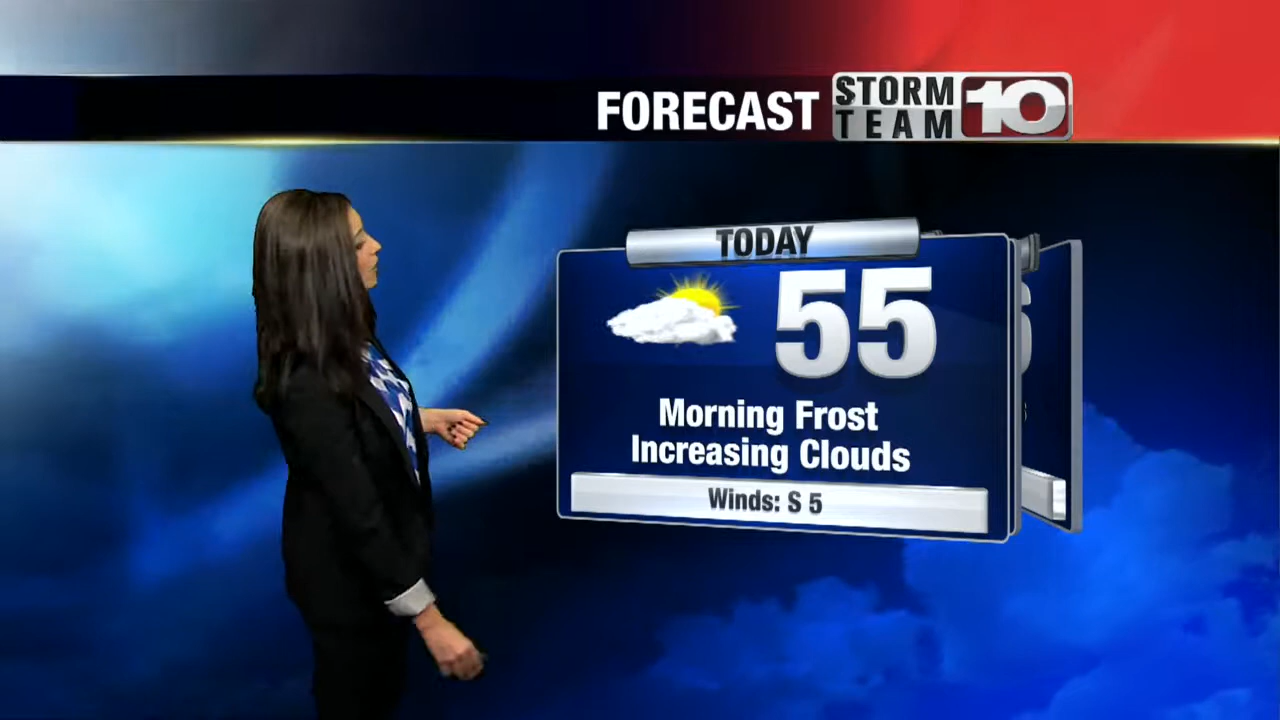 FORECAST
STORM
TEAM
10
TODAY
55
Morning Frost
Increasing Clouds
Winds: S 5